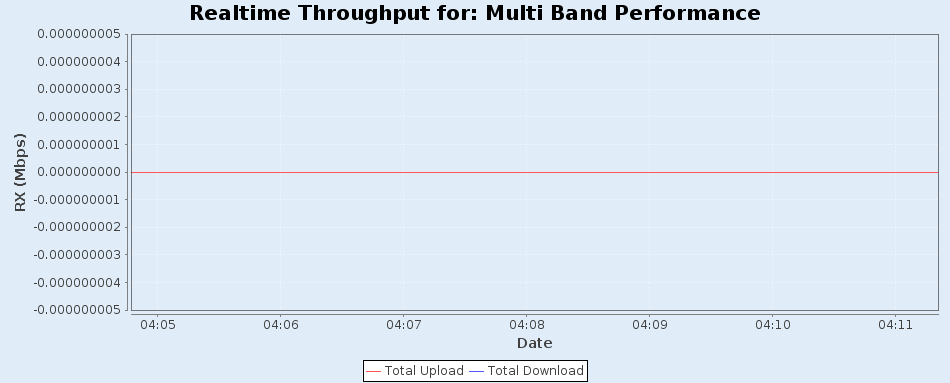 Realtime Throughput for: Multi Band Performance
0.000000005
0.000000004
0.000000003
0.000000002
0.000000001
0.000000000
-0.000000001
-0.000000002
-0.000000003
-0.000000004
-0.000000005
RX (Mbps)
04:05 04:06 04:07 04:08 04:09 04:10 04:11
Date
Total Upload Total Download